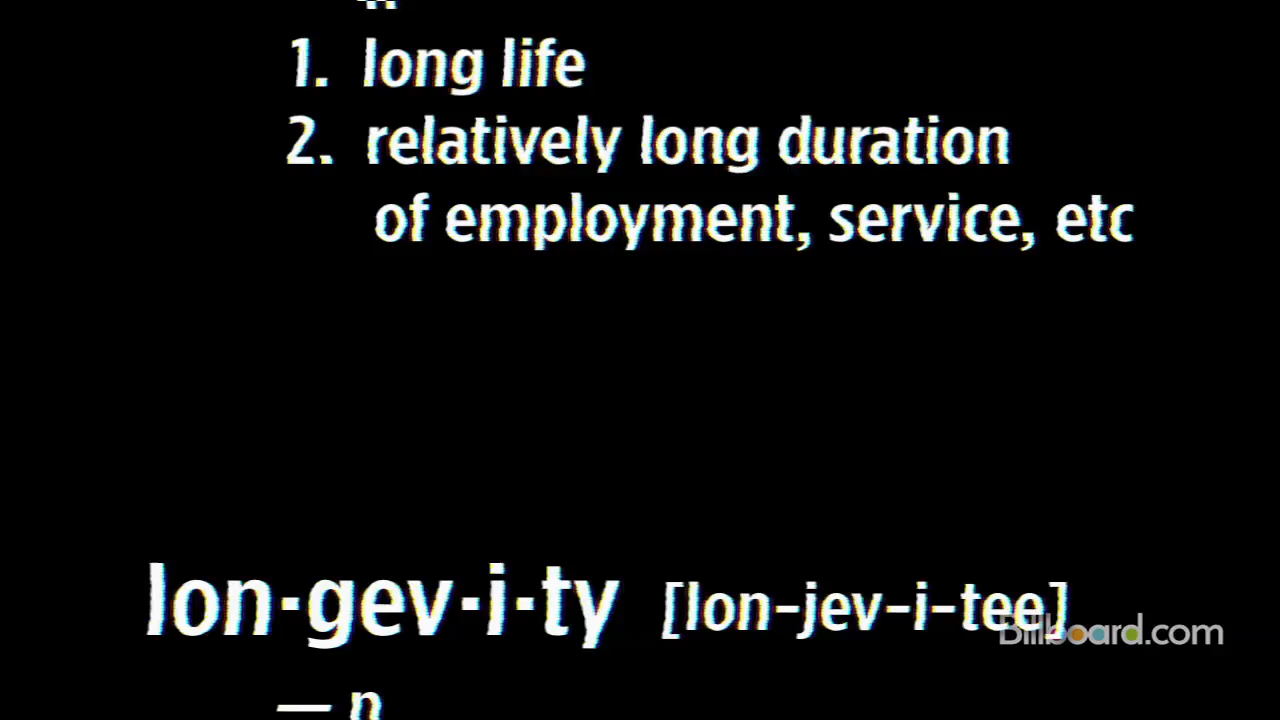 1. long life
2. relatively long duration
of employment, service, etc
lon·gev·i·ty [lon-jev-i-tee]
Billboard.com
— n